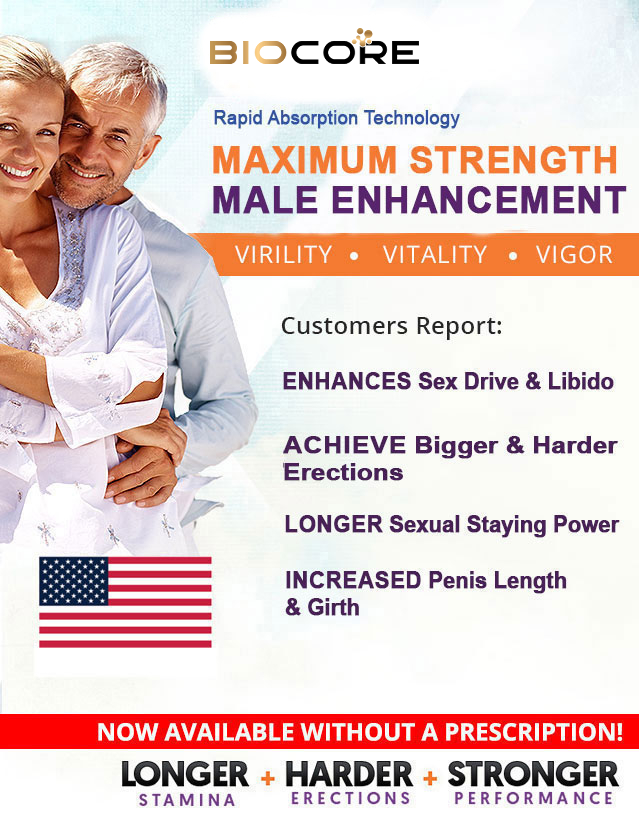 BIOCORE
Rapid Absorption Technology
MAXIMUM STRENGTH
MALE ENHANCEMENT
VIRILITY • VITALITY • VIGOR
Customers Report:
ENHANCES Sex Drive & Libido
ACHIEVE Bigger & Harder
Erections
LONGER Sexual Staying Power
INCREASED Penis Length
& Girth
NOW AVAILABLE WITHOUT A PRESCRIPTION!
LONGER + HARDER + STRONGER
STAMINA ERECTIONS PERFORMANCE